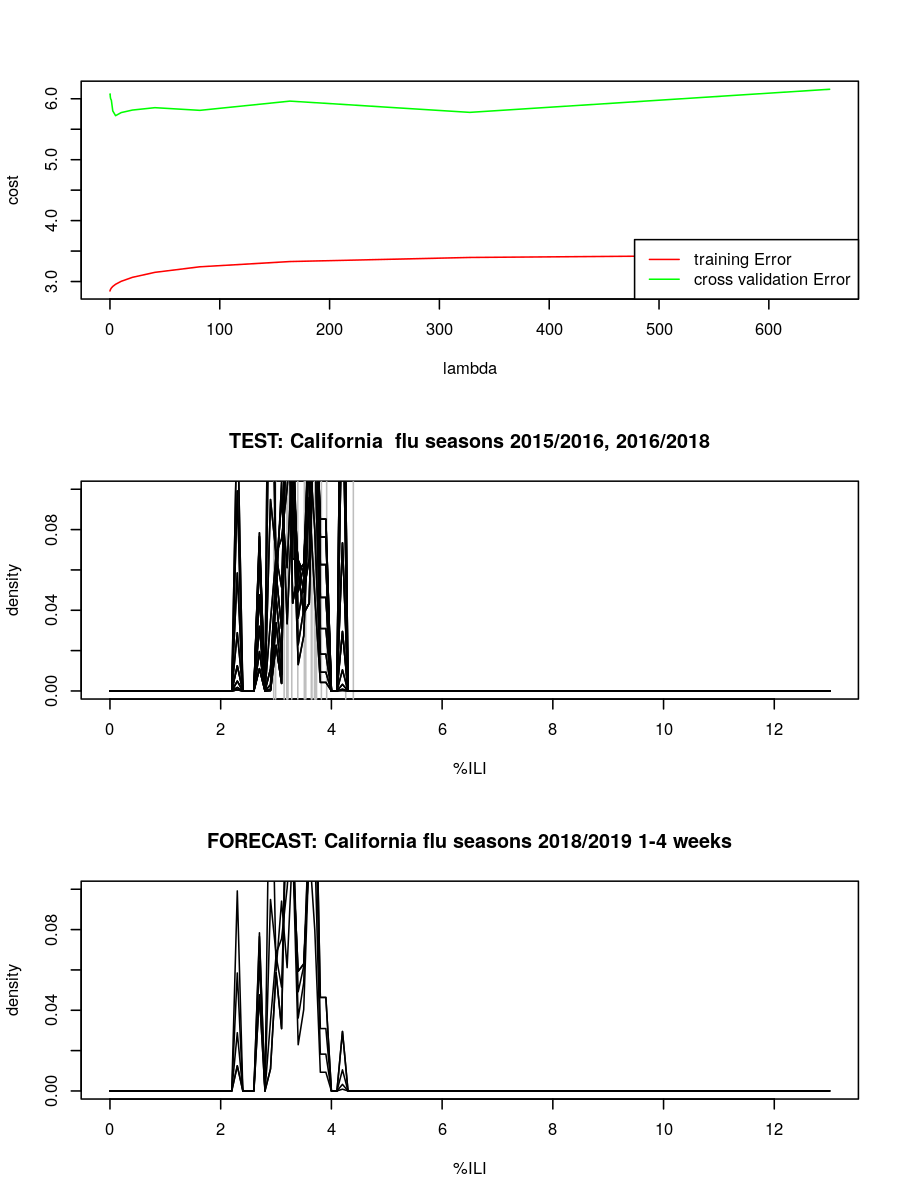 6.0
5.0
4.0
3.0
cost
training Error
cross validation Error
0 100 200 300 400 500 600
lambda
TEST: California  flu seasons 2015/2016, 2016/2018
0.08
0.04
0.00
density
0 2 4 6 8 10 12
%ILI
FORECAST: California flu seasons 2018/2019 1-4 weeks
0.08
0.04
0.00
density
0 2 4 6 8 10 12
%ILI